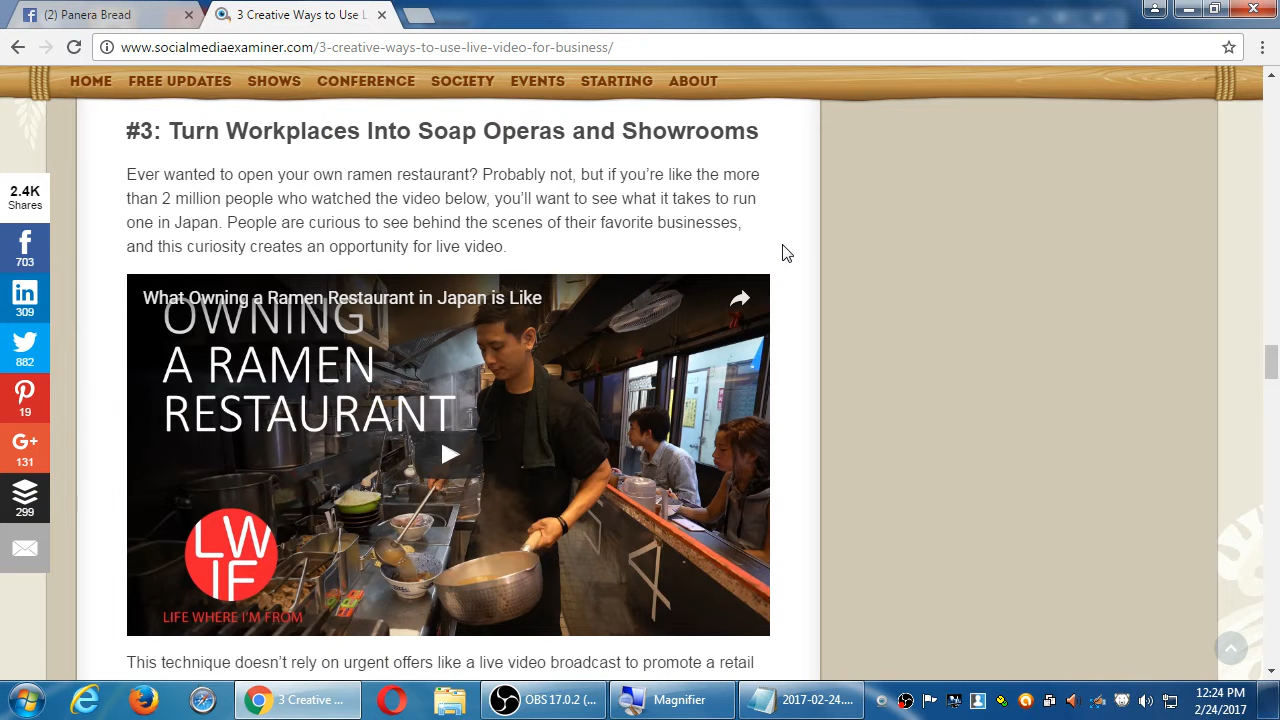 (2) Panera Bread
3 Creative Ways to Use L
www.socialmediaexaminer.com/3-creative-ways-to-use-live-video-for-business/
HOME FREE UPDATES SHOWS CONFERENCE SOCIETY EVENTS STARTING ABOUT
#3: Turn Workplaces Into Soap Operas and Showrooms
Ever wanted to open your own ramen restaurant? Probably not, but if you're like the more
than 2 million people who watched the video below, you'll want to see what it takes to run
one in Japan. People are curious to see behind the scenes of their favorite businesses,
and this curiosity creates an opportunity for live video.
2.4K
Shares
703
309
882
19
G+
131
299
What Owning a Ramen Restaurant in Japan is Like
OWNING
A RAMEN
RESTAURANT
LW
IF
LIFE WHERE I'M FROM
This technique doesn't rely on urgent offers like a live video broadcast to promote a retail
3 Creative ...
OBS 17.0.2 (...
Magnifier
2017-02-24....
12:24 PM
2/24/2017